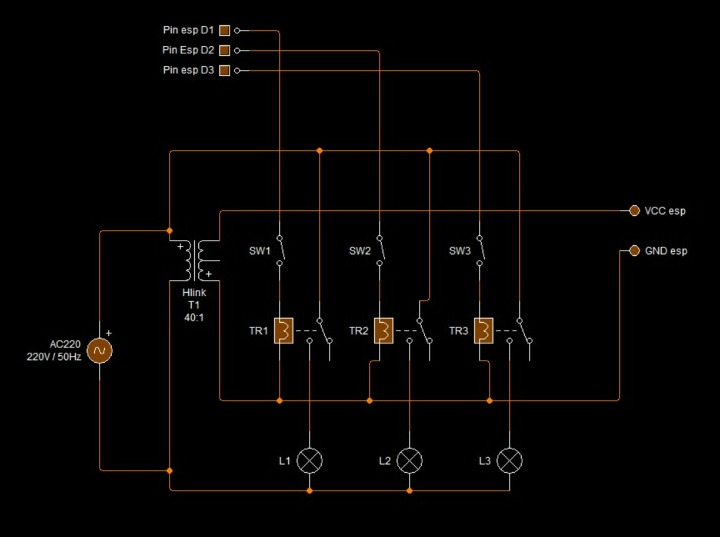 Pin esp D1
Pin Esp D2
Pin esp D3
VCC esp
GND esp
SW1
SW2
SW3
Hlink
T1
40:1
TR1
TR2
TR3
AC220
220V / 50Hz
L1
L2
L3